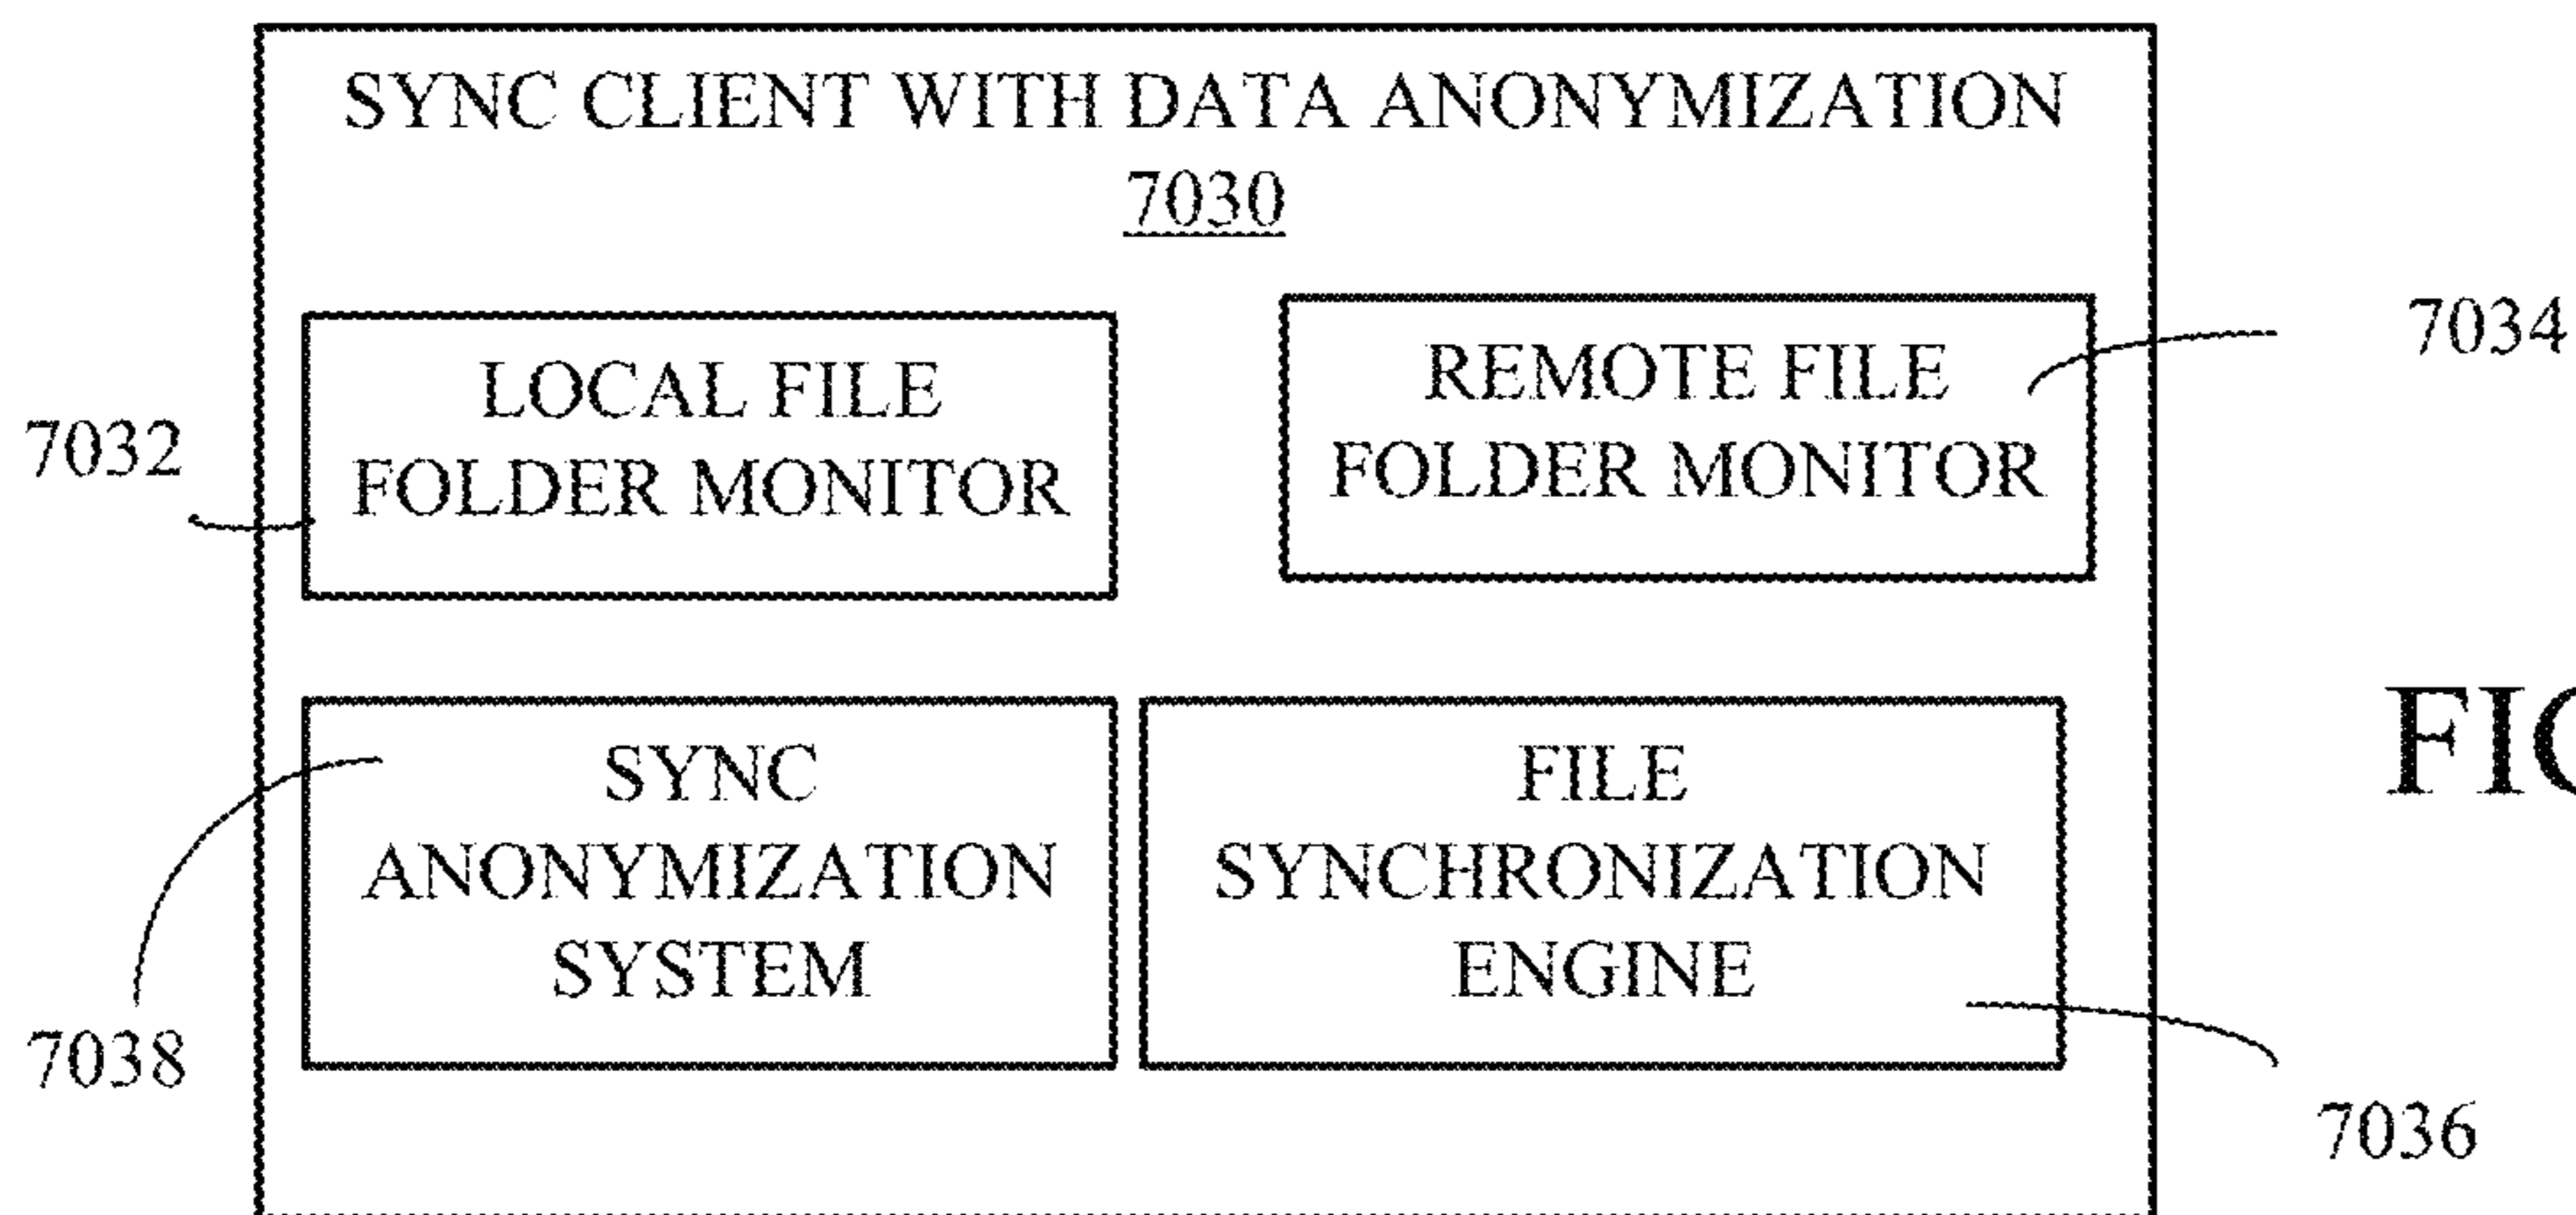 SYNC CLIENT WITH DATA ANONYMIZATION
7030
LOCAL FILE
FOLDER MONITOR
REMOTE FILE
FOLDER MONITOR
7032
7034
SYNC
ANONYMIZATION
SYSTEM
FILE
SYNCHRONIZATION
ENGINE
7038
7036